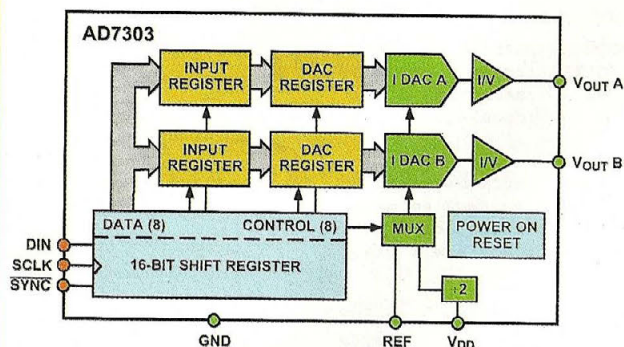 AD7303
INPUT
REGISTER
DAC
REGISTER
I DAC A
I/V
VOUT A
INPUT
REGISTER
DAC
REGISTER
I DAC B
I/V
VOUT B
DATA (8)
CONTROL (8)
MUX
POWER ON
RESET
DIN
SCLK
SYNC
16-BIT SHIFT REGISTER
÷2
GND
REF
VDD